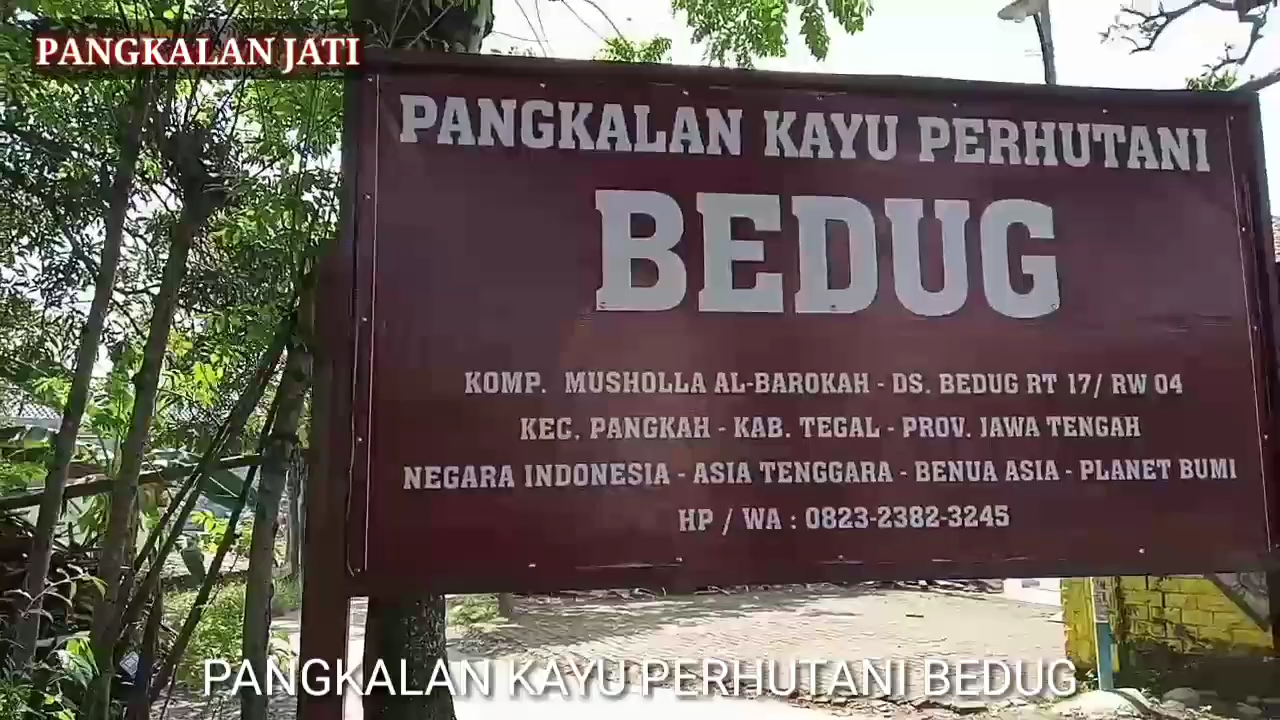 PANGKALAN JATI
PANGKALAN KAYU PERHUTANI
BEDUG
KOMP. MUSHOLLA AL-BAROKAH - DS. BEDUG RT 17/ RW 04
KEC. PANGKAH - KAB. TEGAL - PROV. JAWA TENGAH
NEGARA INDONESIA - ASIA TENGGARA - BENUA ASIA - PLANET BUMI
HP / WA : 0823-2382-3245
PANGKALAN KAYU PERHUTANI BEDUG